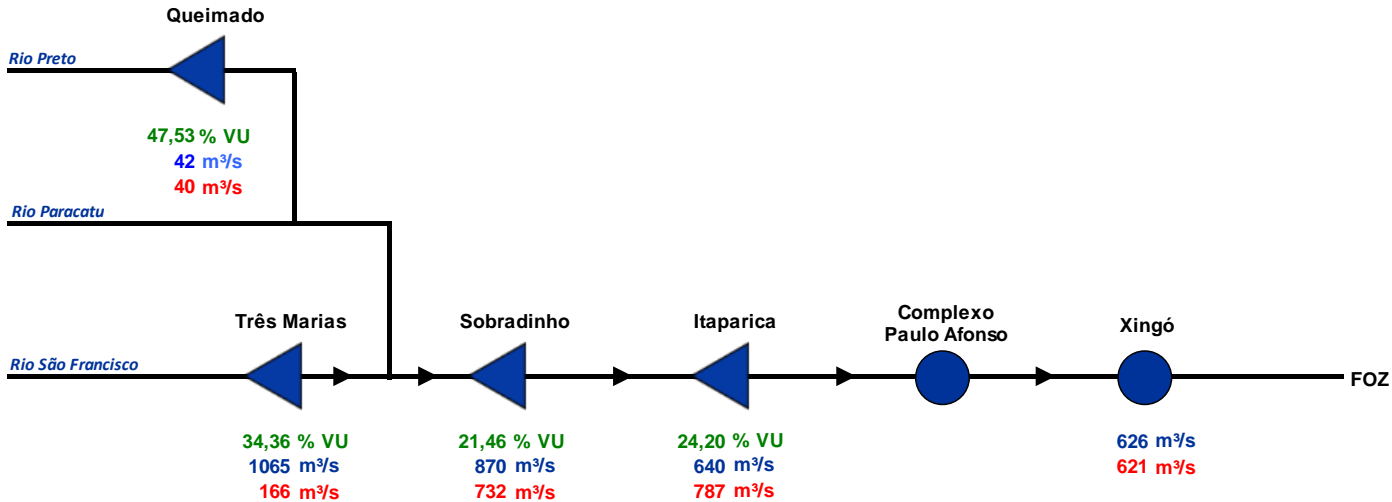 Queimado
Rio Preto
47,53 % VU
42 m³/s
40 m³/s
Rio Paracatu
Três Marias
Sobradinho
Itaparica
Complexo
Paulo Afonso
Xingó
Rio São Francisco
FOZ
34,36 % VU
1065 m³/s
166 m³/s
21,46 % VU
870 m³/s
732 m³/s
24,20 % VU
640 m³/s
787 m³/s
626 m³/s
621 m³/s